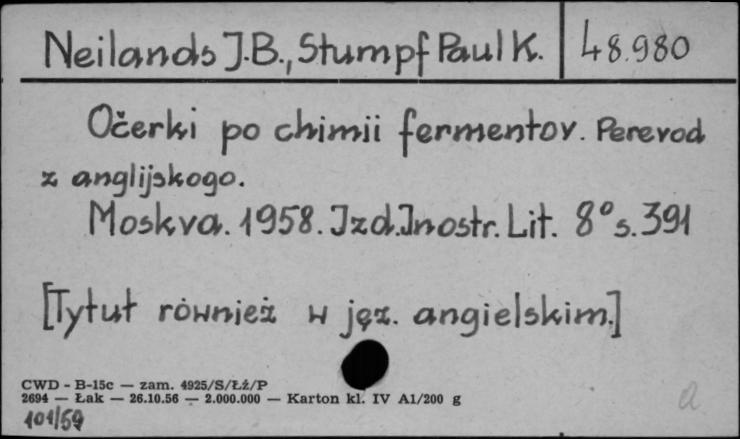 Neilands J.B., Stumpf Paul K. 48.980
Očerki po chimii fermentov. Perevod
z anglijskogo.
Moskva. 1958. Izd. Inostr. Lit. 8° s. 391
[Tytuł również w jęz. angielskim.]
CWD - B-15c — zam. 4925/S/Łź/P
2694 — Łak — 26.10.56 — 2.000.000 — Karton kl. IV A1/200 g
101/59
a